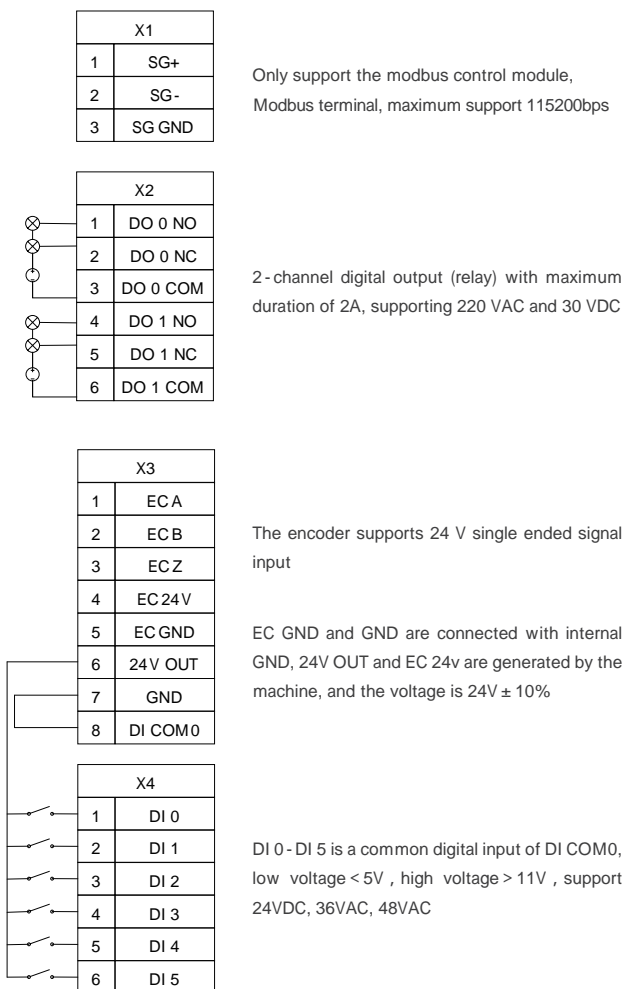 X1
1 SG+
2 SG-
3 SG GND
Only support the modbus control module,
Modbus terminal, maximum support 115200bps
X2
1 DO 0 NO
2 DO 0 NC
3 DO 0 COM
4 DO 1 NO
5 DO 1 NC
6 DO 1 COM
2-channel digital output (relay) with maximum
duration of 2A, supporting 220 VAC and 30 VDC
X3
1 EC A
2 EC B
3 EC Z
4 EC 24V
5 EC GND
6 24V OUT
7 GND
8 DI COM0
The encoder supports 24 V single ended signal
input
EC GND and GND are connected with internal
GND, 24V OUT and EC 24v are generated by the
machine, and the voltage is 24V ± 10%
X4
1 DI 0
2 DI 1
3 DI 2
4 DI 3
5 DI 4
6 DI 5
DI 0-DI 5 is a common digital input of DI COM0,
low voltage < 5V , high voltage > 11V , support
24VDC, 36VAC, 48VAC